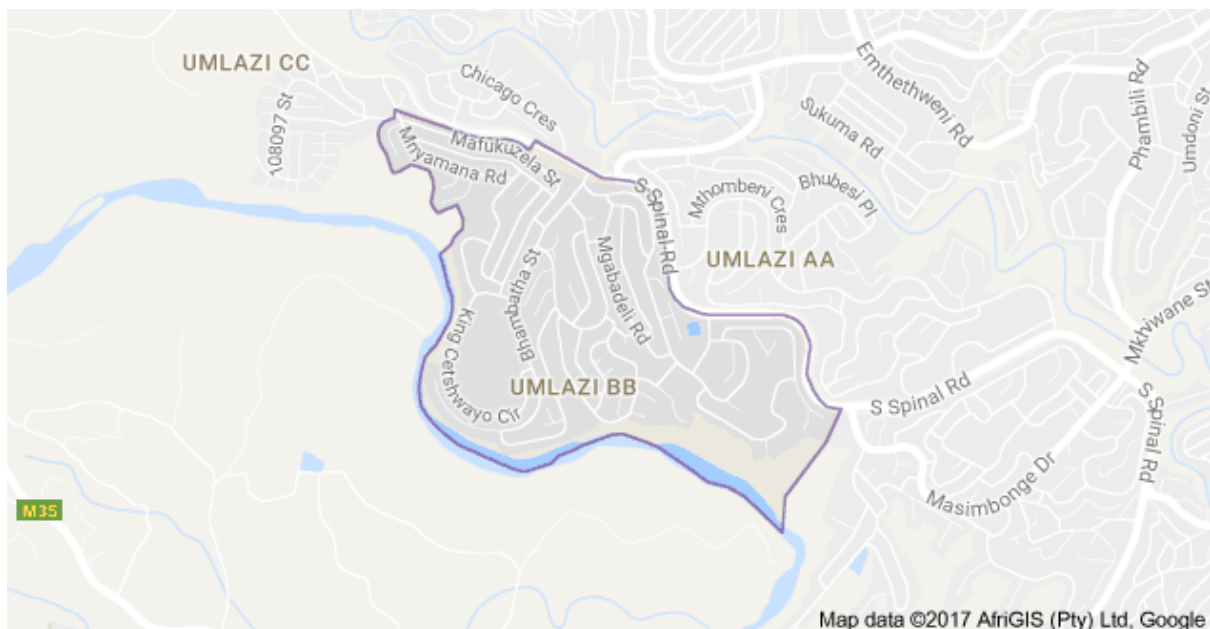 UMLAZI CC
Chicago Cres
Emthethweni Rd
Phambili Rd
Umdoni St
108097 St
Mnyamana Rd
Mafukuzela St
Sukuma Rd
S Spinal Rd
Mthombeni Cres
Bhubesi Pl
UMLAZI AA
Mgabadeli Rd
Bhambatha St
King Cetshwayo Cir
UMLAZI BB
Mkhiwane St
S Spinal Rd
S Spinal Rd
Masimbonge Dr
M35
Map data ©2017 AfriGIS (Pty) Ltd, Google